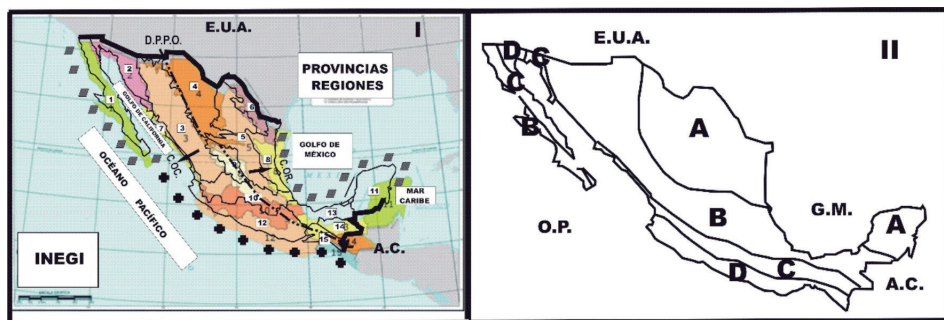 E.U.A.
I
D.P.P.O.
PROVINCIAS
REGIONES
2
4
6
1
GOLFO DE CALIFORNIA
7
3
5
8
GOLFO DE
MÉXICO
C.OC.
C.OR.
OCÉANO
PACÍFICO
10
11
MAR
CARIBE
13
14
12
15
A.C.
INEGI
E.U.A.
II
D
C
C
A
B
B
G.M.
A
O.P.
D
C
A.C.